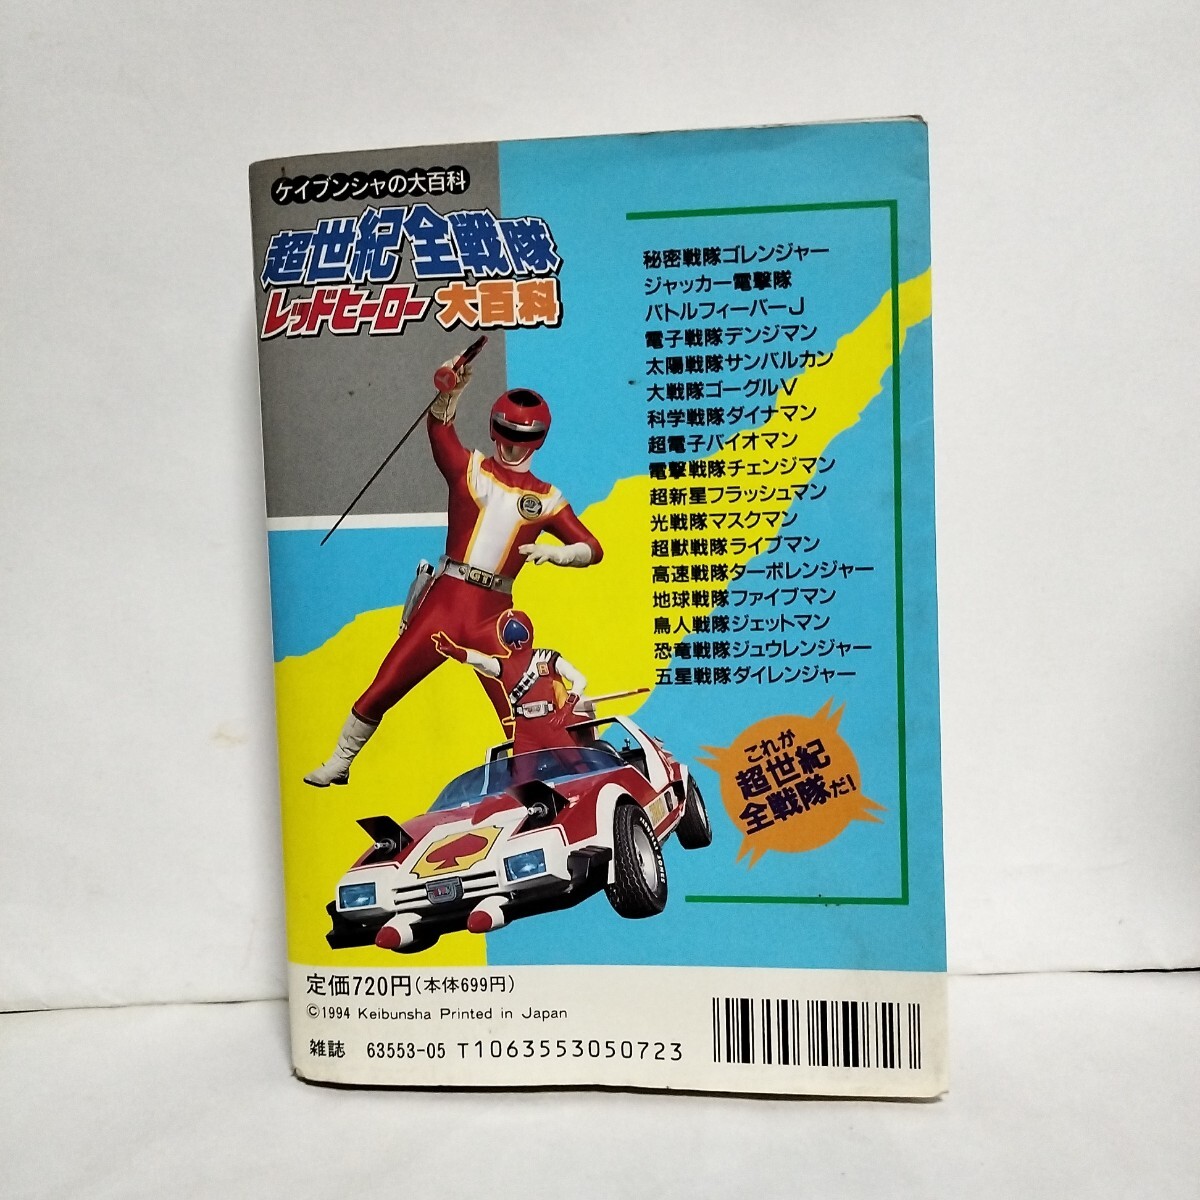 ケイブンシャの大百科
超世紀全戦隊
レッドヒーロー大百科
秘密戦隊ゴレンジャー
ジャッカー電撃隊
バトルフィーバーJ
電子戦隊デンジマン
太陽戦隊サンバルカン
大戦隊ゴーグルV
科学戦隊ダイナマン
超電子バイオマン
電撃戦隊チェンジマン
超新星フラッシュマン
光戦隊マスクマン
超獣戦隊ライブマン
高速戦隊ターボレンジャー
地球戦隊ファイブマン
鳥人戦隊ジェットマン
恐竜戦隊ジュウレンジャー
五星戦隊ダイレンジャー
これが
超世紀
全戦隊だ!
定価720円(本体699円)
©1994 Keibunsha Printed in Japan
雑誌 63553-05 T1063553050723